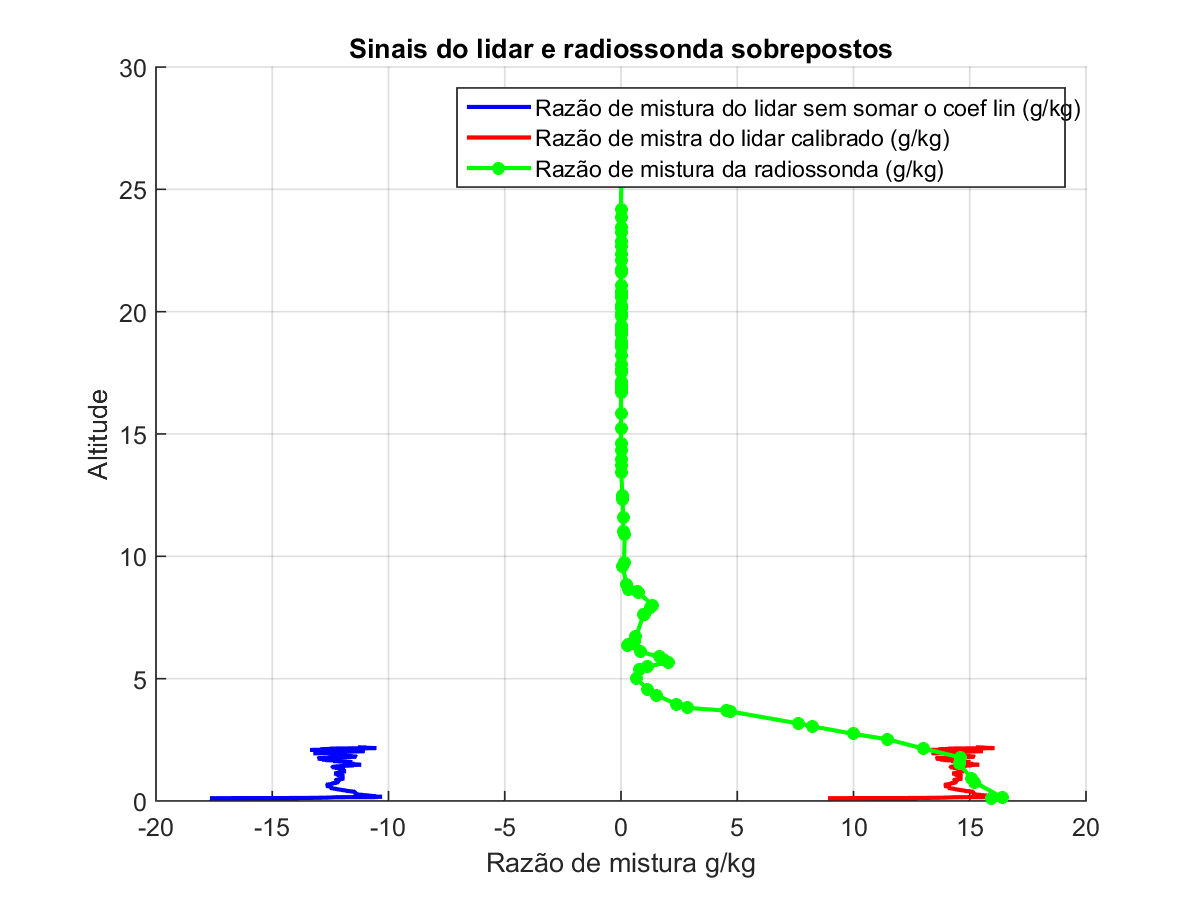 Sinais do lidar e radiossonda sobrepostos
Razão de mistura do lidar sem somar o coef lin (g/kg)
Razão de mistra do lidar calibrado (g/kg)
Razão de mistura da radiossonda (g/kg)
30
25
20
15
10
5
0
Altitude
-20 -15 -10 -5 0 5 10 15 20
Razão de mistura g/kg